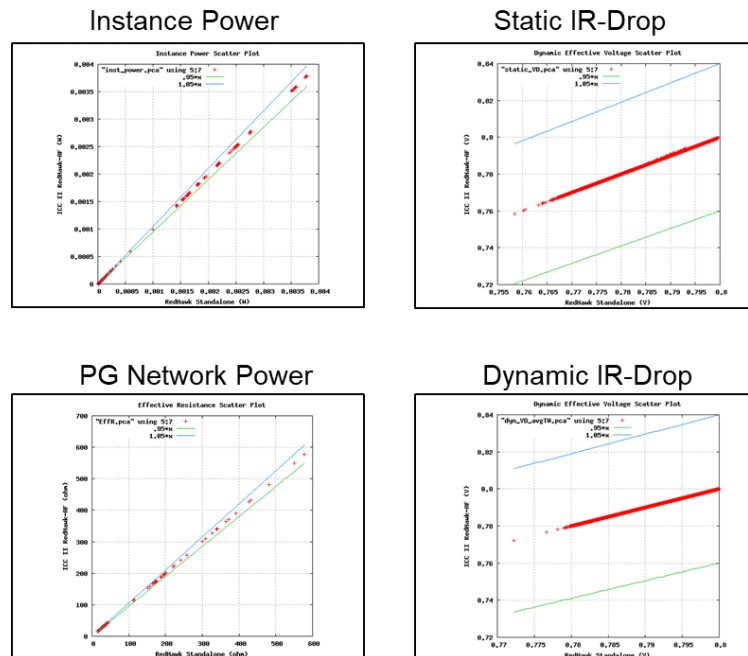 Instance Power
Static IR-Drop
Instance Power Scatter Plot
"inst_power.pca" using 5:7
.95*x
1.05*x
0.004
0.0035
0.003
0.0025
0.002
0.0015
0.001
0.0005
0
ICC II RedHawk-RF (W)
0 0.0005 0.001 0.0015 0.002 0.0025 0.003 0.0035 0.004
RedHawk Standalone (W)
Dynamic Effective Voltage Scatter Plot
"static_VD.pca" using 5:7
.95*x
1.05*x
0.84
0.82
0.8
0.78
0.76
0.74
0.72
ICC II RedHawk-RF (V)
0.755 0.76 0.765 0.77 0.775 0.78 0.785 0.79 0.795 0.8
RedHawk Standalone (V)
PG Network Power
Dynamic IR-Drop
Effective Resistance Scatter Plot
"EffR.pca" using 5:7
.95*x
1.05*x
700
600
500
400
300
200
100
0
ICC II RedHawk-RF (ohm)
0 100 200 300 400 500 600
RedHawk Standalone (ohm)
Dynamic Effective Voltage Scatter Plot
"dyn_VD_avgTW.pca" using 5:7
.95*x
1.05*x
0.84
0.82
0.8
0.78
0.76
0.74
0.72
ICC II RedHawk-RF (V)
0.77 0.775 0.78 0.785 0.79 0.795 0.8
RedHawk Standalone (V)